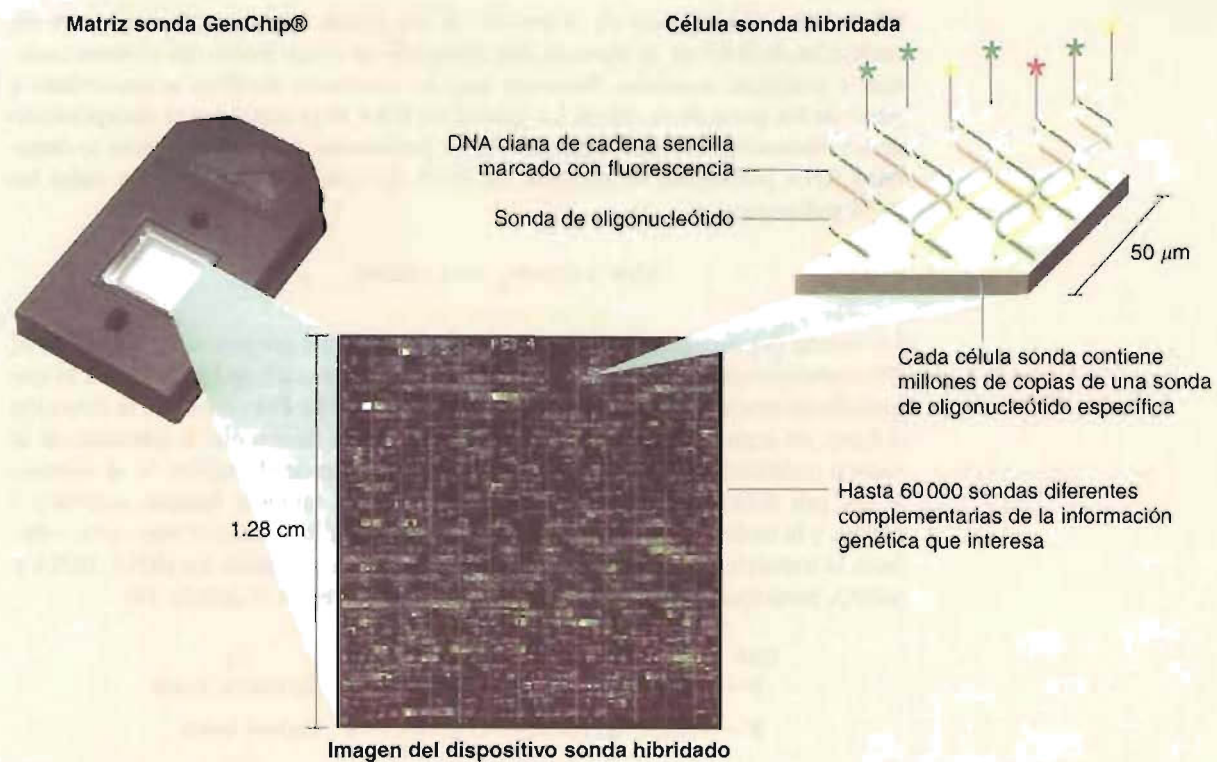 Matriz sonda GenChip®
Célula sonda hibridada
DNA diana de cadena sencilla
marcado con fluorescencia
Sonda de oligonucleótido
50 μm
Cada célula sonda contiene
millones de copias de una sonda
de oligonucleótido específica
Hasta 60 000 sondas diferentes
complementarias de la información
genética que interesa
1.28 cm
Imagen del dispositivo sonda hibridado